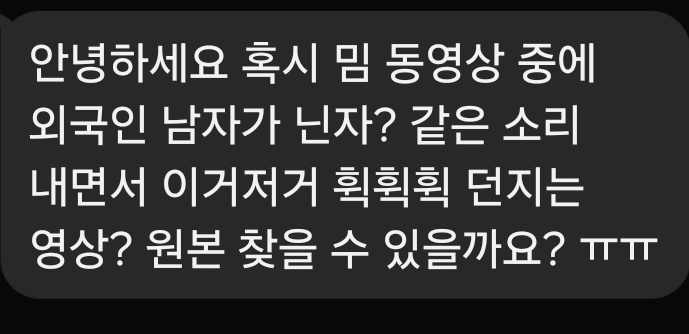 안녕하세요 혹시 밈 동영상 중에
외국인 남자가 닌자? 같은 소리
내면서 이거저거 휙휙휙 던지는
영상? 원본 찾을 수 있을까요? ㅠㅠ